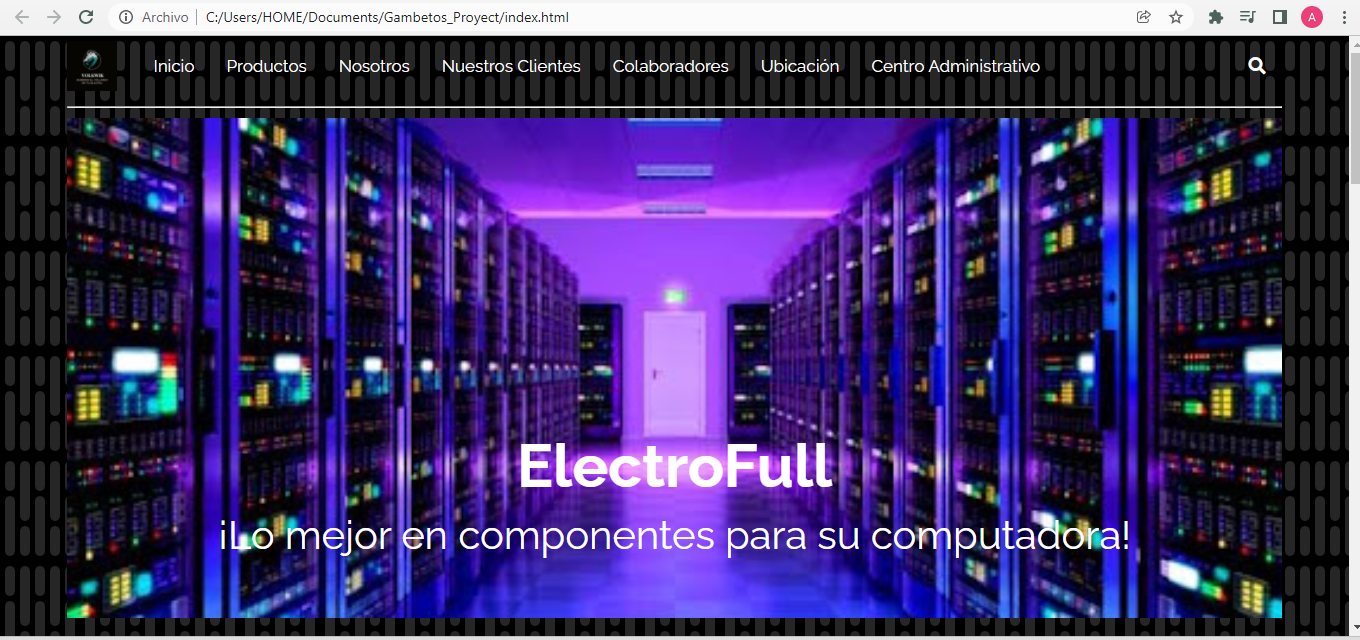 Archivo
C:/Users/HOME/Documents/Gambetos_Proyect/index.html
A
Inicio
Productos
Nosotros
Nuestros Clientes
Colaboradores
Ubicación
Centro Administrativo
ElectroFull
¡Lo mejor en componentes para su computadora!